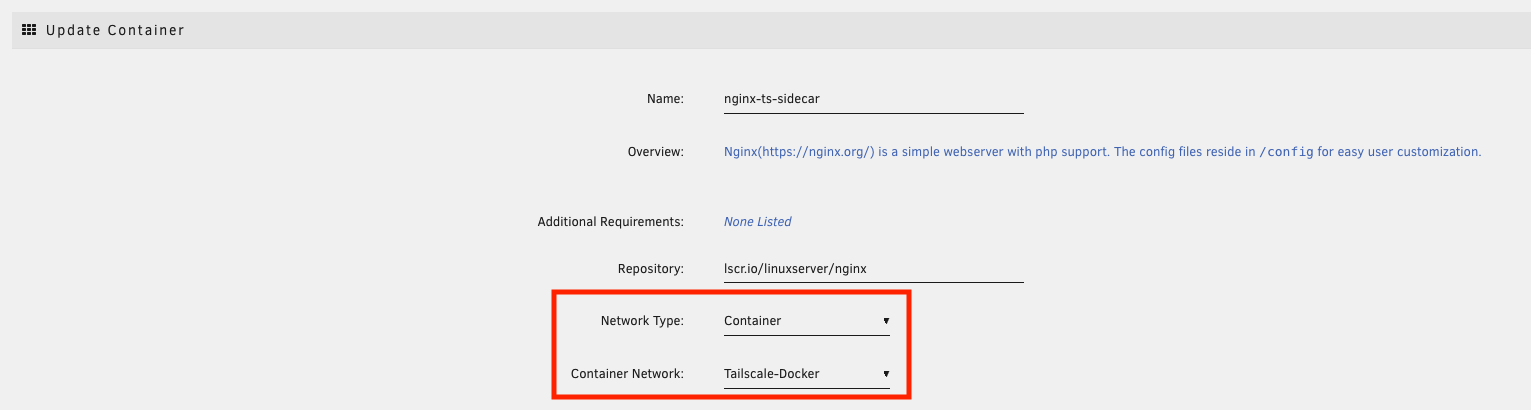 Update Container
Name: nginx-ts-sidecar
Overview: Nginx(https://nginx.org/) is a simple webserver with php support. The config files reside in /config for easy user customization.
Additional Requirements: None Listed
Repository: lscr.io/linuxserver/nginx
Network Type: Container
Container Network: Tailscale-Docker